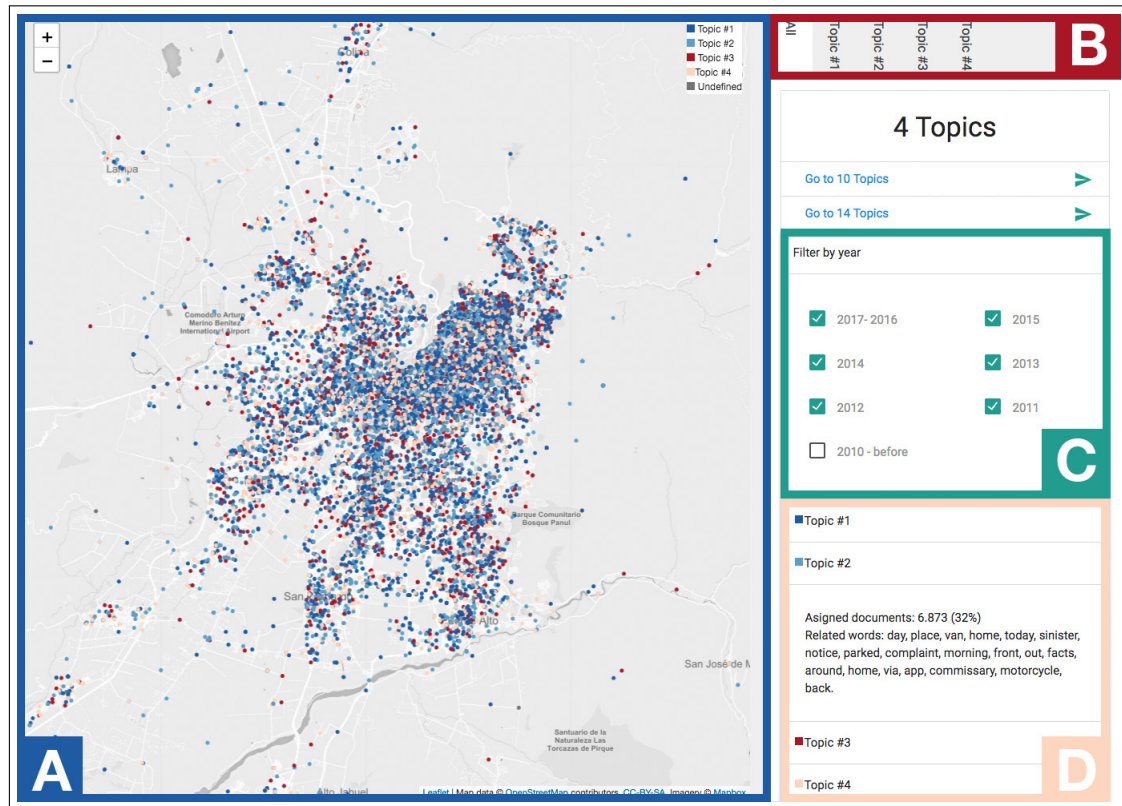 +
−
Topic #1
Topic #2
Topic #3
Topic #4
Undefined
Colina
Lampa
Comodoro Arturo
Merino Benítez
International Airport
Parque Comunitario
Bosque Panul
San
Alto
San José de M
Santuario de la
Naturaleza Las
Torcazas de Pirque
Alto Jahuel
Leaflet | Map data © OpenStreetMap contributors, CC-BY-SA, Imagery © Mapbox
A
All
Topic #1
Topic #2
Topic #3
Topic #4
B
4 Topics
Go to 10 Topics
Go to 14 Topics
Filter by year
2017- 2016
2015
2014
2013
2012
2011
2010 - before
C
Topic #1
Topic #2
Asigned documents: 6.873 (32%)
Related words: day, place, van, home, today, sinister,
notice, parked, complaint, morning, front, out, facts,
around, home, via, app, commissary, motorcycle,
back.
Topic #3
Topic #4
D